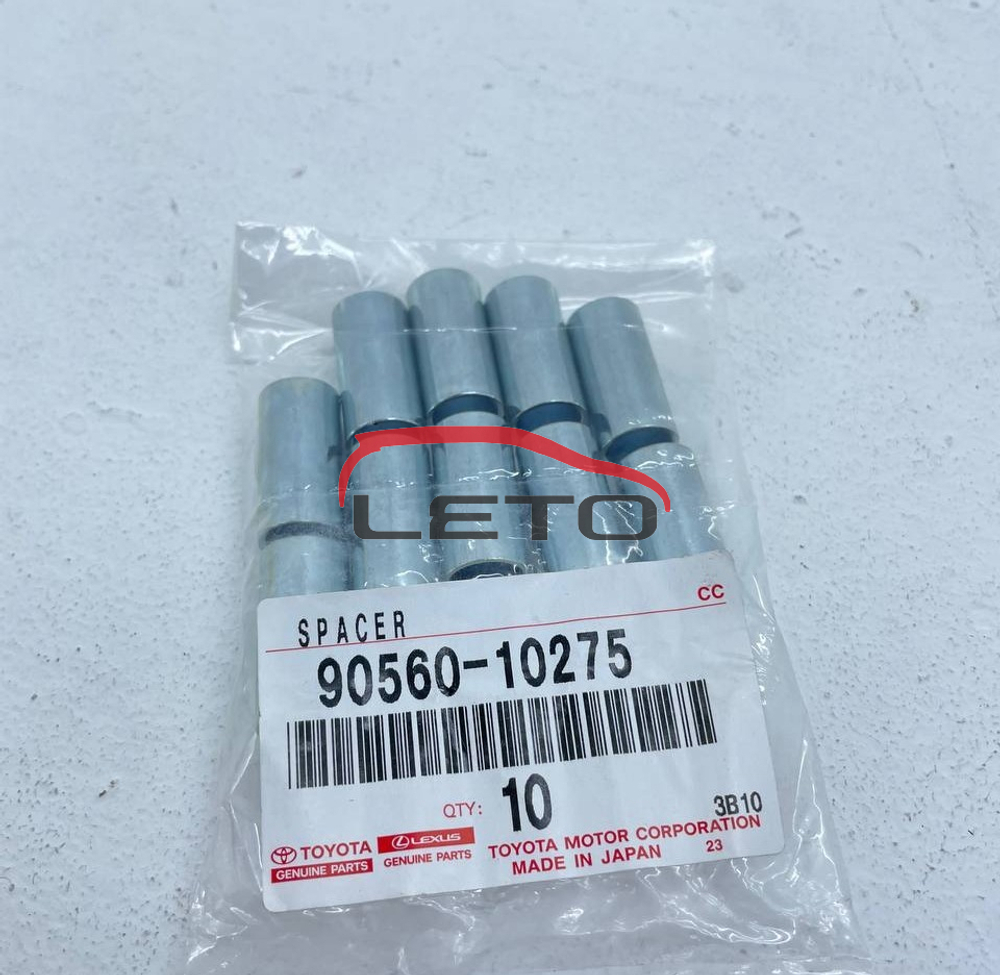 LETO
SPACER
CC
90560-10275
QTY: 10
3B10
TOYOTA
GENUINE PARTS
LEXUS
GENUINE PARTS
TOYOTA MOTOR CORPORATION
MADE IN JAPAN 23